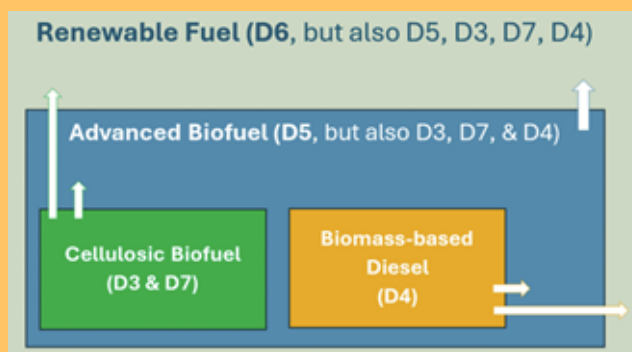 Renewable Fuel (D6, but also D5, D3, D7, D4)
Advanced Biofuel (D5, but also D3, D7, & D4)
Cellulosic Biofuel
(D3 & D7)
Biomass-based
Diesel
(D4)